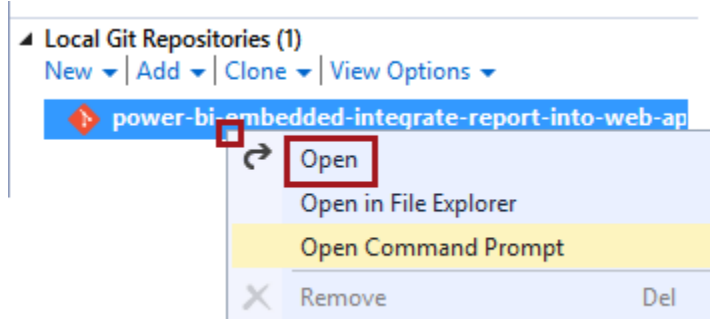 Local Git Repositories (1)
New | Add | Clone | View Options
power-bi-embedded-integrate-report-into-web-ap
Open
Open in File Explorer
Open Command Prompt
Remove Del